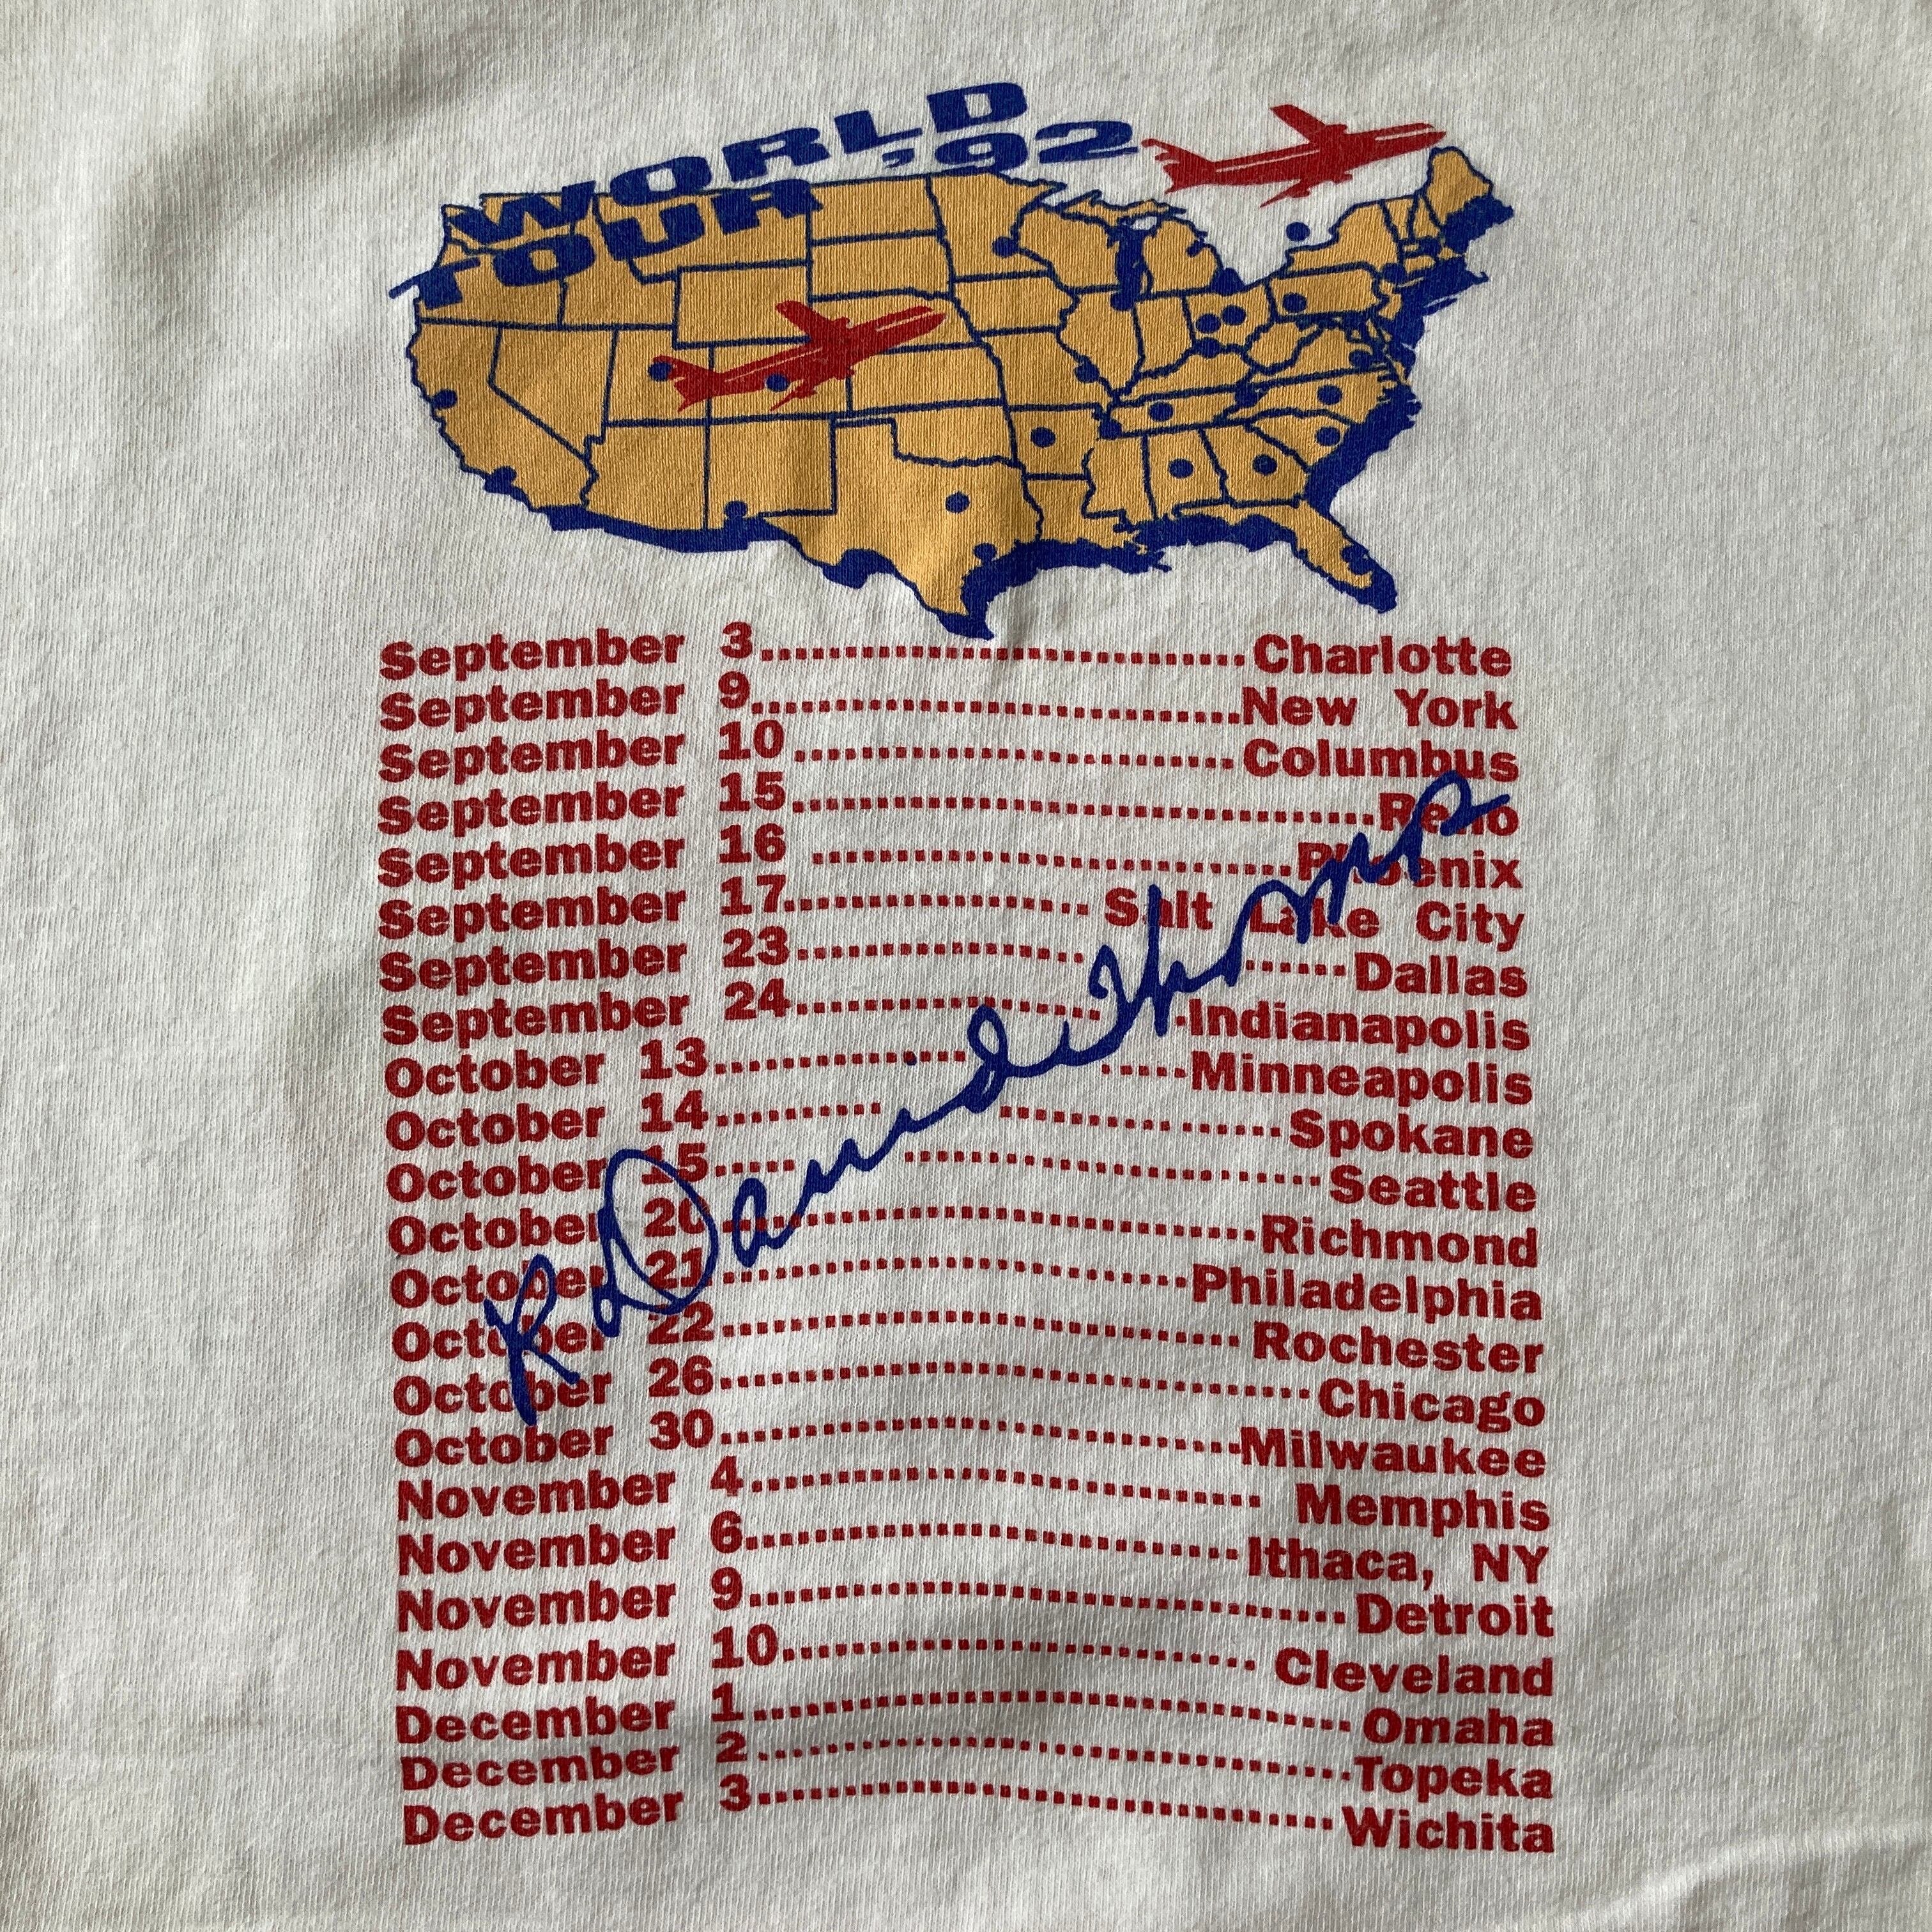 WORLD
TOUR '92
September 3..............................Charlotte
September 9..............................New York
September 10...........................Columbus
September 15....................................Reno
September 16 ..............................Phoenix
September 17................... Salt Lake City
September 23.................. ......Dallas
September 24................... .Indianapolis
October 13................ .....Minneapolis
October 14.......... .................Spokane
October 15..... ..........................Seattle
October 20.................................Richmond
October 21.............................Philadelphia
October 22................................ Rochester
October 26.....................................Chicago
October 30................................Milwaukee
November 4................................ Memphis
November 6..............................Ithaca, NY
November 9.....................................Detroit
November 10............................. Cleveland
December 1.....................................Omaha
December 2.....................................Topeka
December 3....................................Wichita
R. David Thomas